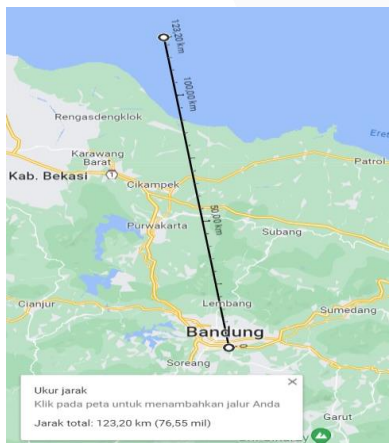 123,20 km
100,00 km
Rengasdengklok
Karawang
Barat
Kab. Bekasi
Cikampek
Patrol
50,00 km
Purwakarta
Subang
Cianjur
Lembang
Sumedang
Bandung
0
Soreang
Ukur jarak
Klik pada peta untuk menambahkan jalur Anda
Jarak total: 123,20 km (76,55 mil)
Garut